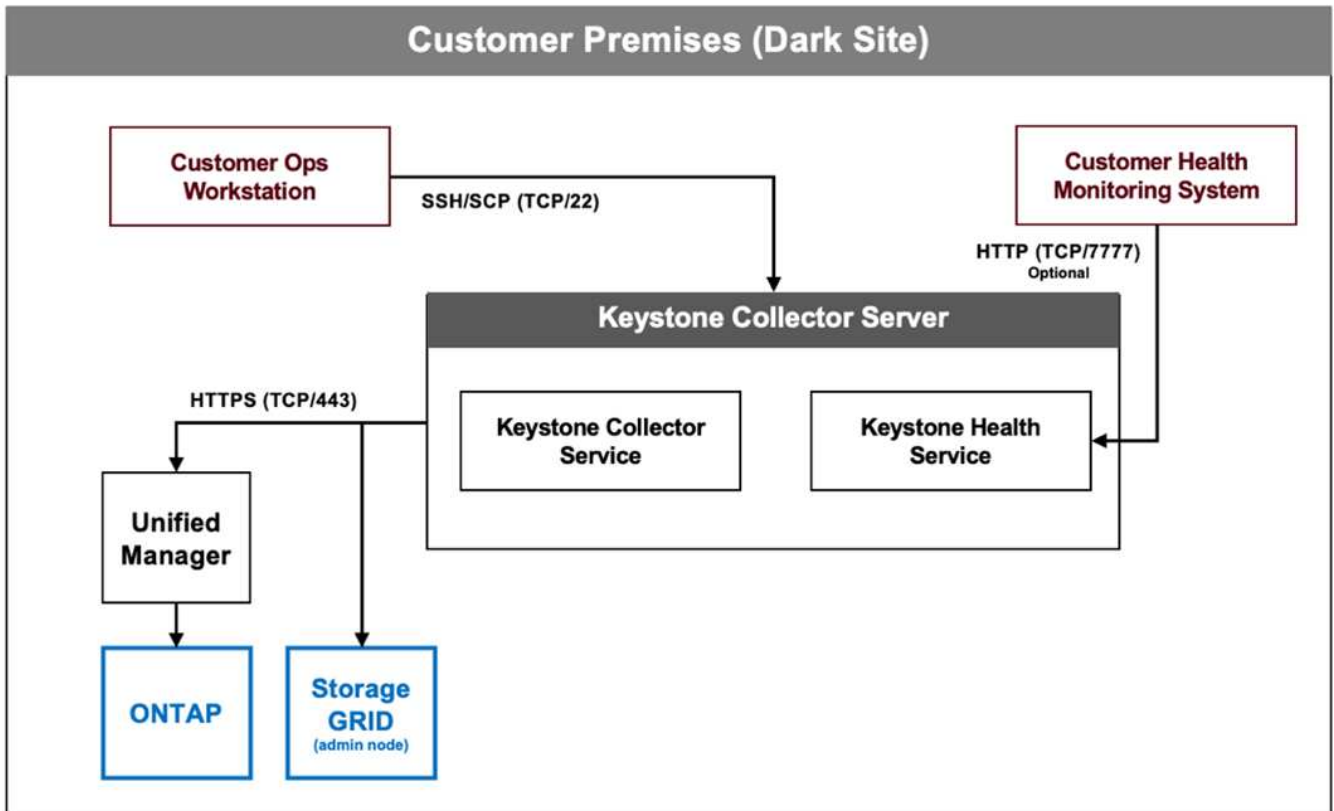 Customer Premises (Dark Site)
Customer Ops
Workstation
SSH/SCP (TCP/22)
Customer Health
Monitoring System
HTTP (TCP/7777)
Optional
Keystone Collector Server
HTTPS (TCP/443)
Keystone Collector
Service
Keystone Health
Service
Unified
Manager
ONTAP
Storage
GRID
(admin node)